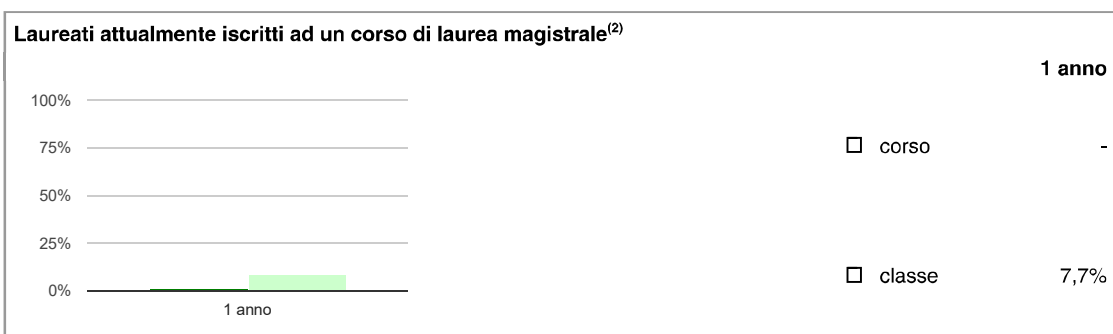 Laureati attualmente iscritti ad un corso di laurea magistrale(2)
1 anno
100%
75%
corso -
50%
25%
classe 7,7%
0%
1 anno